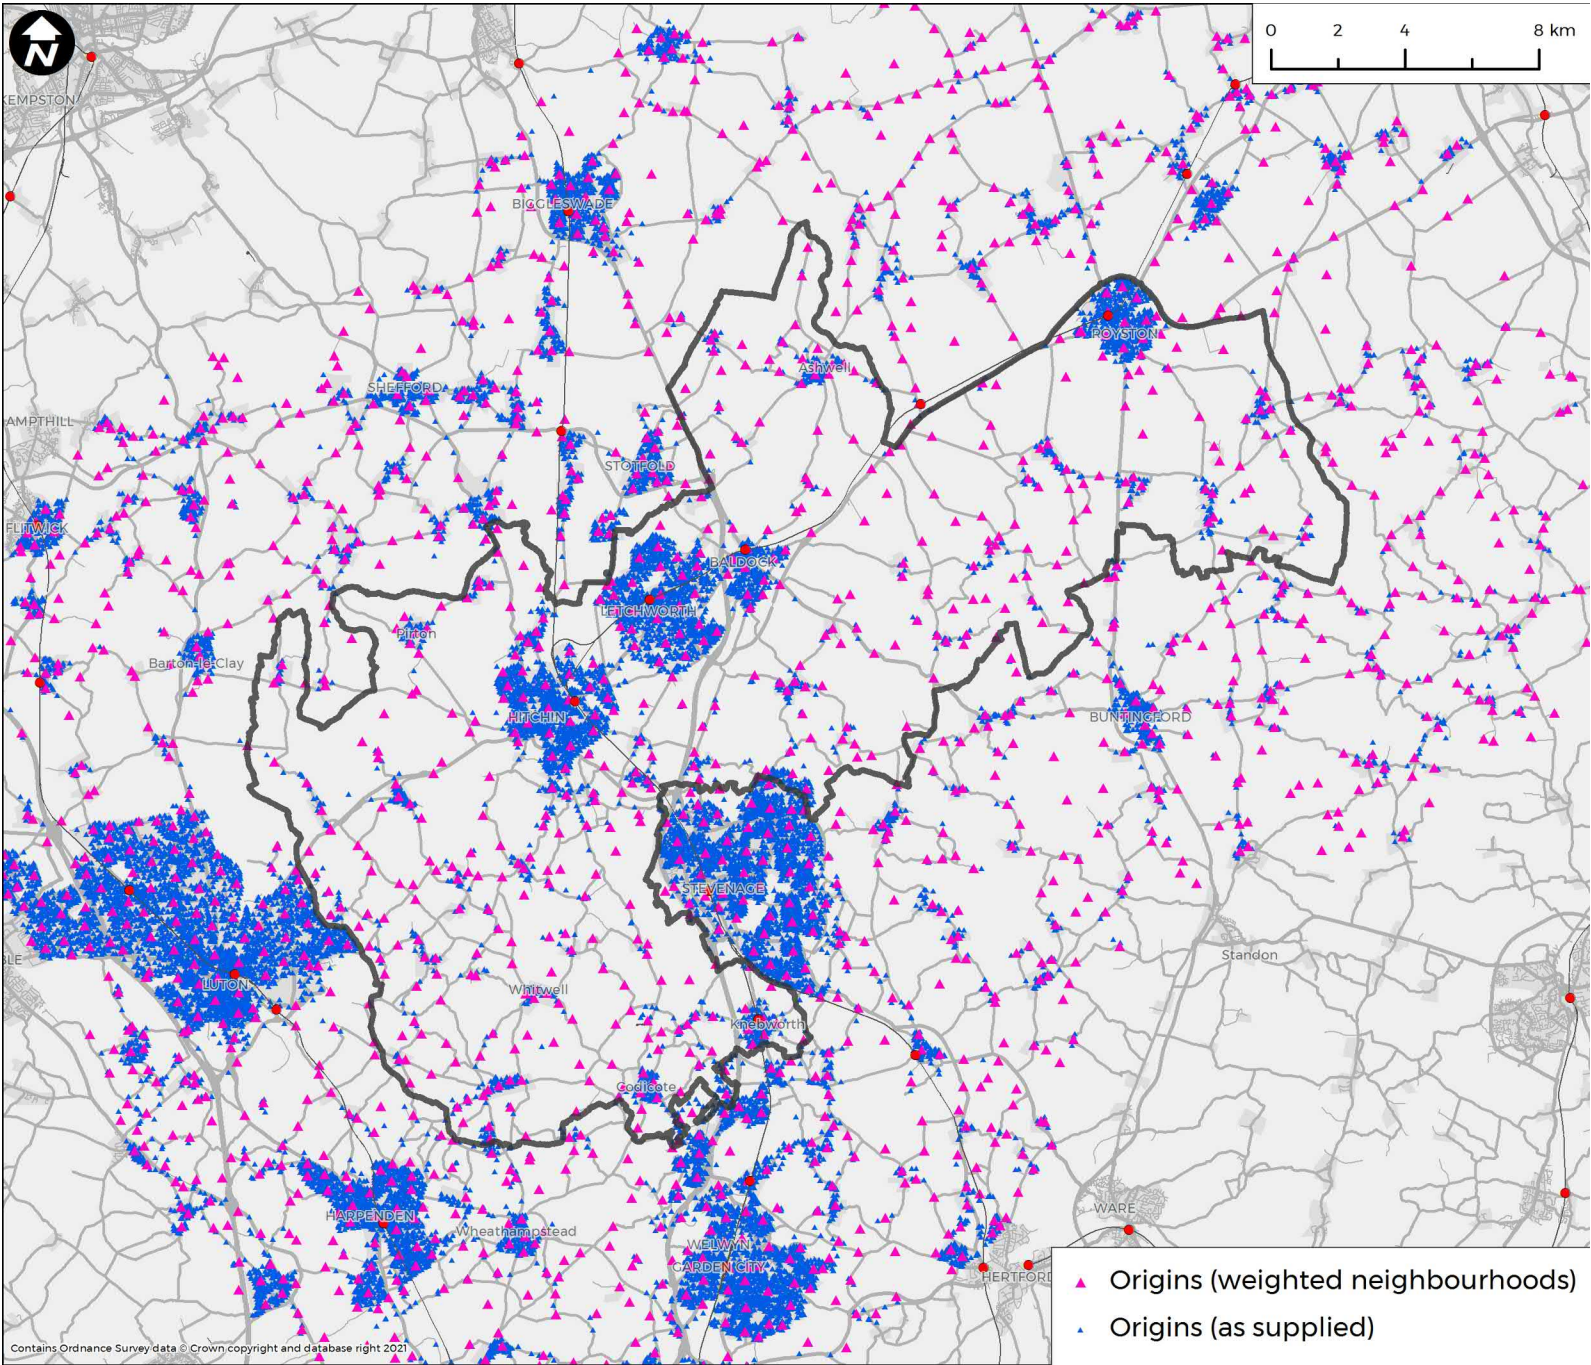 N
0 2 4 8 km
KEMPSTON
BIGGLESWADE
ROYSTON
Ashwell
SHEFFORD
AMPTHILL
STOTFOLD
FLITWICK
BALDOCK
LETCHWORTH
Pirton
Barton-le-Clay
HITCHIN
BUNTINGFORD
STEVENAGE
BLE
Standon
LUTON
Whitwell
Knebworth
Codicote
WARE
HARPENDEN
Wheathampstead
WELWYN
GARDEN CITY
HERTFORD
Origins (weighted neighbourhoods)
Origins (as supplied)
Contains Ordnance Survey data © Crown copyright and database right 2021